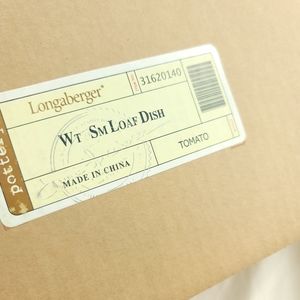 Longaberger®
31620140
WT SM LOAF DISH
MADE IN CHINA
TOMATO
pottery